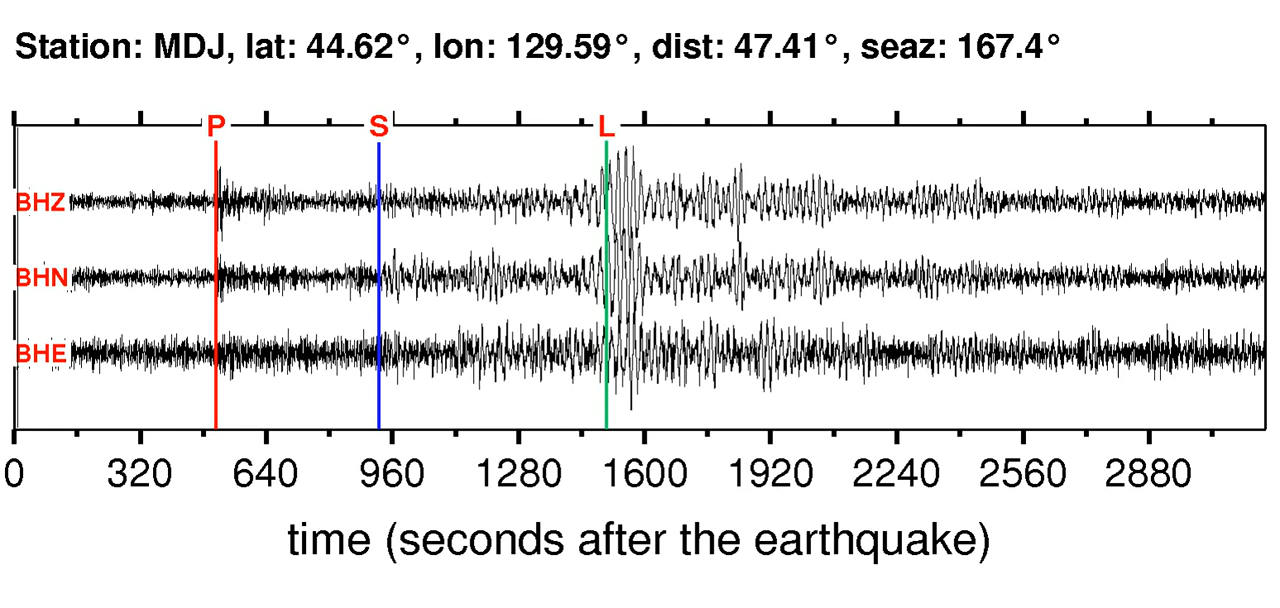 Station: MDJ, lat: 44.62°, lon: 129.59°, dist: 47.41°, seaz: 167.4°
P S L
BHZ
BHN
BHE
0 320 640 960 1280 1600 1920 2240 2560 2880
time (seconds after the earthquake)